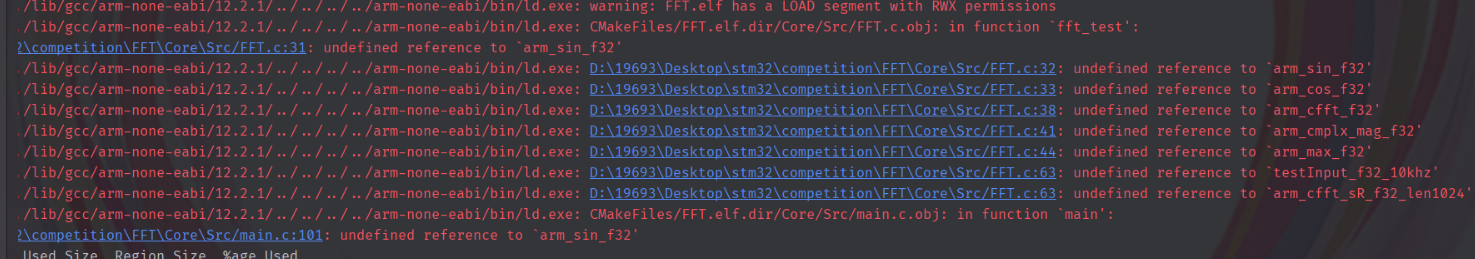 ./lib/gcc/arm-none-eabi/12.2.1/../../../../arm-none-eabi/bin/ld.exe: warning: FFT.elf has a LOAD segment with RWX permissions
./lib/gcc/arm-none-eabi/12.2.1/../../../../arm-none-eabi/bin/ld.exe: CMakeFiles/FFT.elf.dir/Core/Src/FFT.c.obj: in function `fft_test':
2\competition\FFT\Core\Src/FFT.c:31: undefined reference to `arm_sin_f32'
./lib/gcc/arm-none-eabi/12.2.1/../../../../arm-none-eabi/bin/ld.exe: D:\19693\Desktop\stm32\competition\FFT\Core\Src/FFT.c:32: undefined reference to `arm_sin_f32'
./lib/gcc/arm-none-eabi/12.2.1/../../../../arm-none-eabi/bin/ld.exe: D:\19693\Desktop\stm32\competition\FFT\Core\Src/FFT.c:33: undefined reference to `arm_cos_f32'
./lib/gcc/arm-none-eabi/12.2.1/../../../../arm-none-eabi/bin/ld.exe: D:\19693\Desktop\stm32\competition\FFT\Core\Src/FFT.c:38: undefined reference to `arm_cfft_f32'
./lib/gcc/arm-none-eabi/12.2.1/../../../../arm-none-eabi/bin/ld.exe: D:\19693\Desktop\stm32\competition\FFT\Core\Src/FFT.c:41: undefined reference to `arm_cmplx_mag_f32'
./lib/gcc/arm-none-eabi/12.2.1/../../../../arm-none-eabi/bin/ld.exe: D:\19693\Desktop\stm32\competition\FFT\Core\Src/FFT.c:44: undefined reference to `arm_max_f32'
./lib/gcc/arm-none-eabi/12.2.1/../../../../arm-none-eabi/bin/ld.exe: D:\19693\Desktop\stm32\competition\FFT\Core\Src/FFT.c:63: undefined reference to `testInput_f32_10khz'
./lib/gcc/arm-none-eabi/12.2.1/../../../../arm-none-eabi/bin/ld.exe: D:\19693\Desktop\stm32\competition\FFT\Core\Src/FFT.c:63: undefined reference to `arm_cfft_sR_f32_len1024'
./lib/gcc/arm-none-eabi/12.2.1/../../../../arm-none-eabi/bin/ld.exe: CMakeFiles/FFT.elf.dir/Core/Src/main.c.obj: in function `main':
2\competition\FFT\Core\Src/main.c:101: undefined reference to `arm_sin_f32'
Used Size  Region Size  %age Used